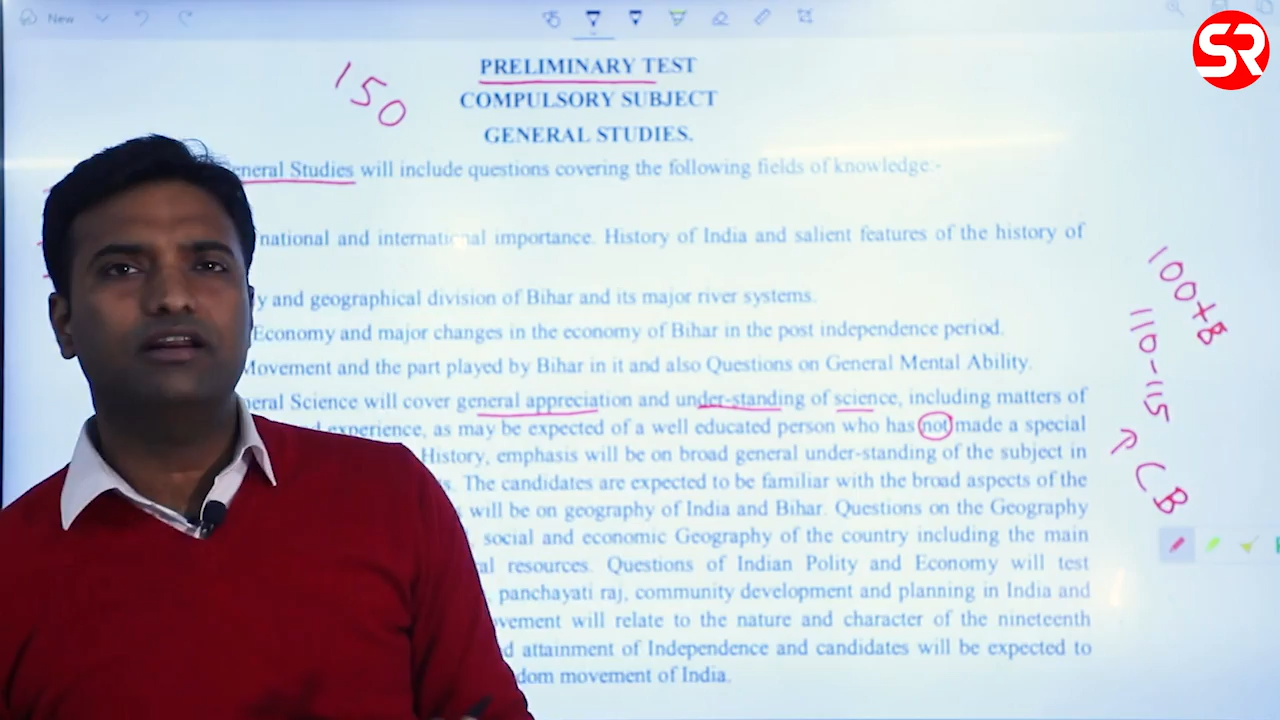 New
SR
PRELIMINARY TEST
150
COMPULSORY SUBJECT
GENERAL STUDIES.
neral Studies will include questions covering the following fields of knowledge:-
national and international importance. History of India and salient features of the history of
y and geographical division of Bihar and its major river systems.
Economy and major changes in the economy of Bihar in the post independence period.
Movement and the part played by Bihar in it and also Questions on General Mental Ability.
neral Science will cover general appreciation and under-standing of science, including matters of
experience, as may be expected of a well educated person who has not made a special
History, emphasis will be on broad general under-standing of the subject in
s. The candidates are expected to be familiar with the broad aspects of the
will be on geography of India and Bihar. Questions on the Geography
social and economic Geography of the country including the main
al resources. Questions of Indian Polity and Economy will test
panchayati raj, community development and planning in India and
vement will relate to the nature and character of the nineteenth
d attainment of Independence and candidates will be expected to
dom movement of India.
100+8
110-115
→ CB